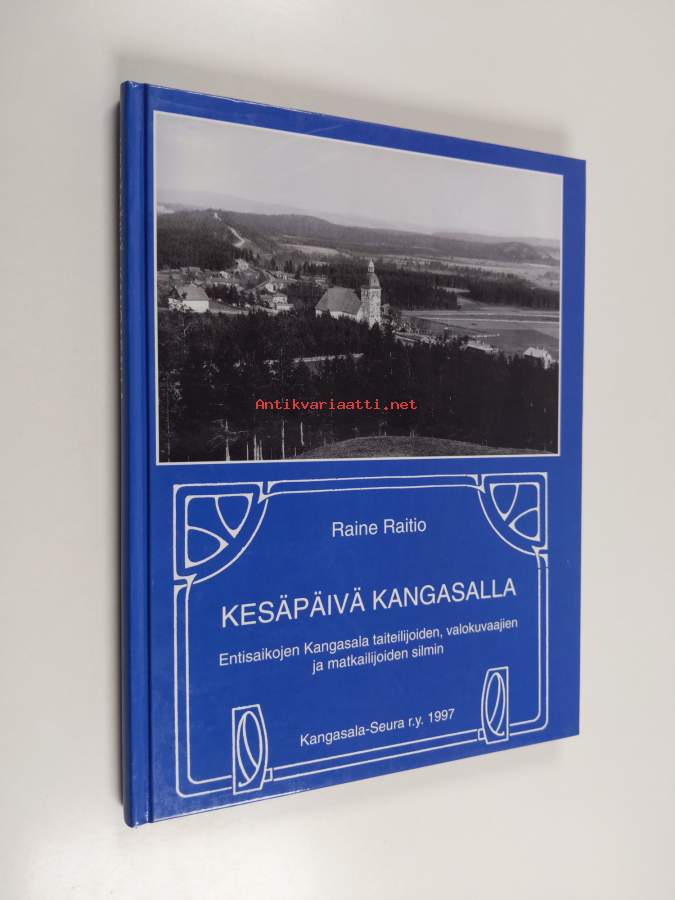 Antikvariaatti.net
Raine Raitio
KESÄPÄIVÄ KANGASALLA
Entisaikojen Kangasala taiteilijoiden, valokuvaajien
ja matkailijoiden silmin
Kangasala-Seura r.y. 1997